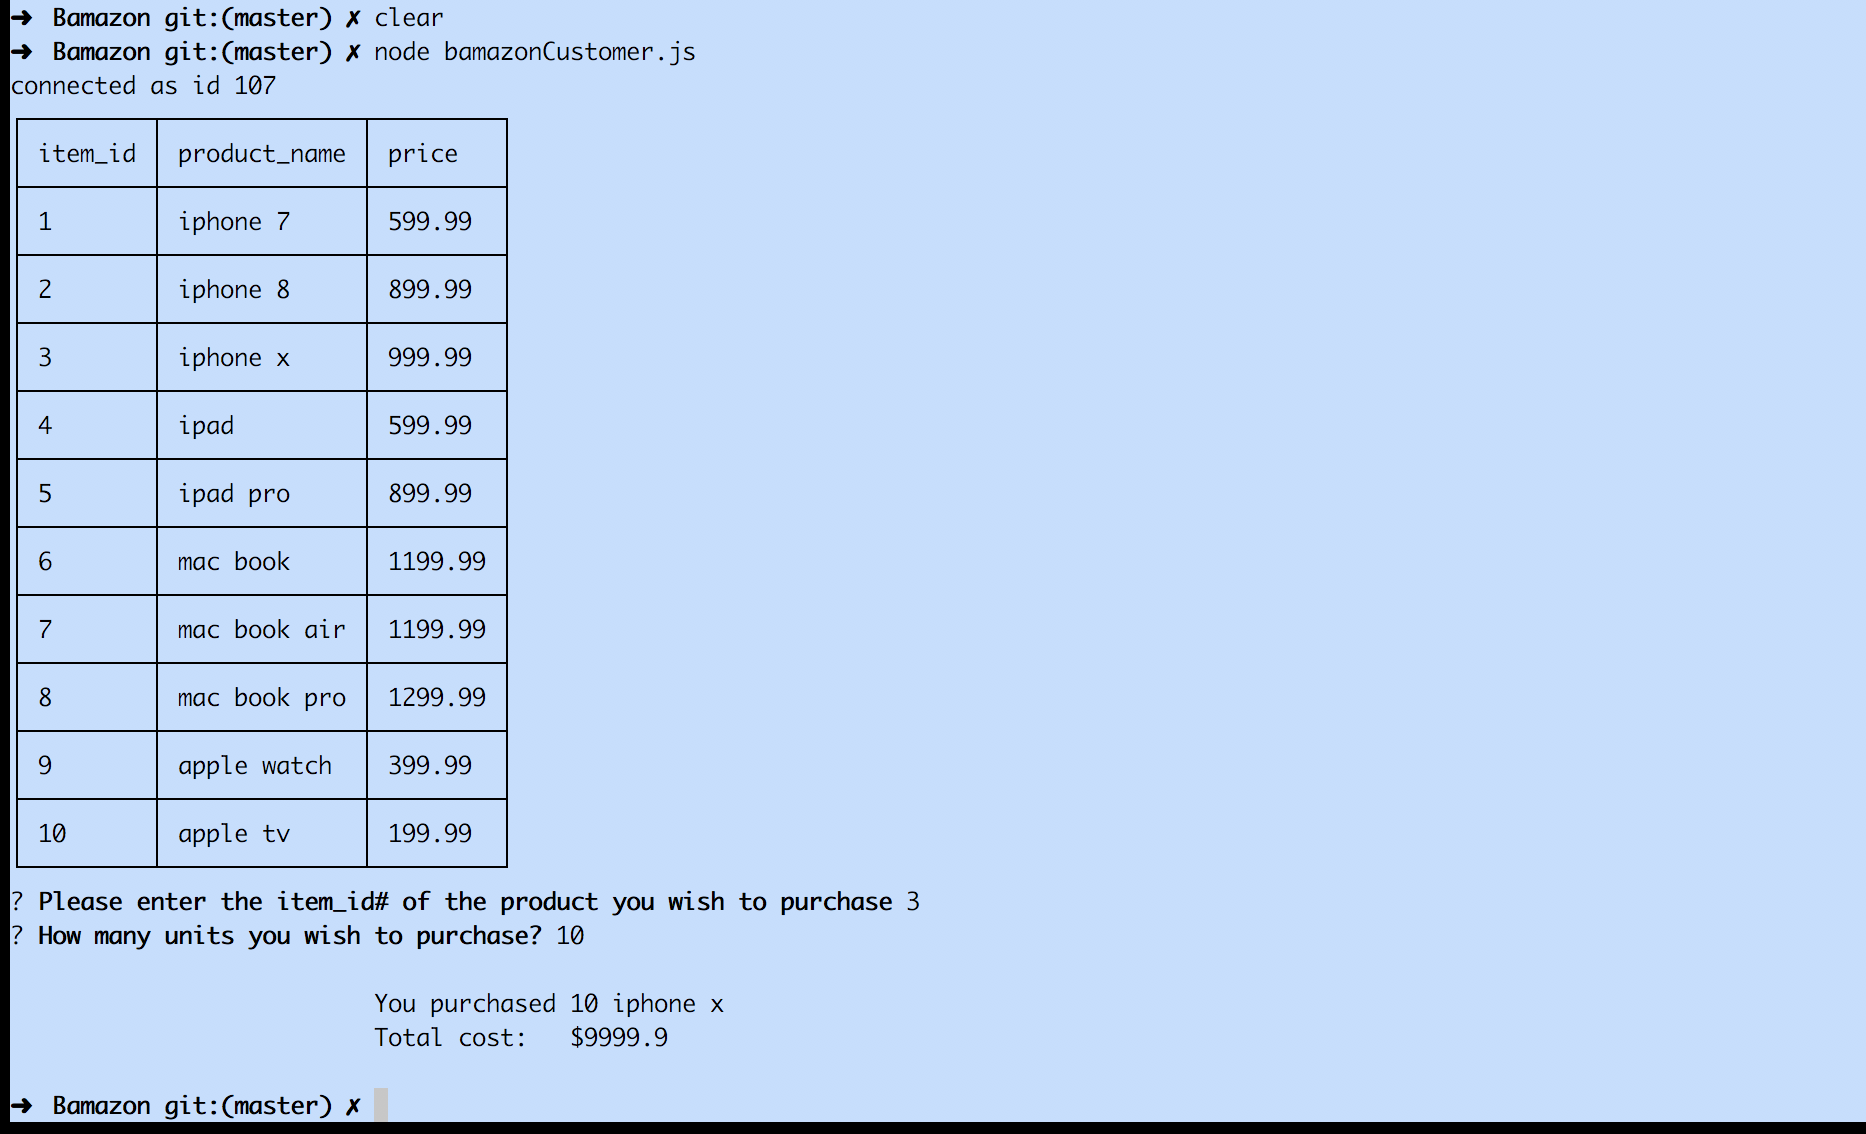 ➜ Bamazon git:(master) ✗ clear
➜ Bamazon git:(master) ✗ node bamazonCustomer.js
connected as id 107
item_id product_name price
1 iphone 7 599.99
2 iphone 8 899.99
3 iphone x 999.99
4 ipad 599.99
5 ipad pro 899.99
6 mac book 1199.99
7 mac book air 1199.99
8 mac book pro 1299.99
9 apple watch 399.99
10 apple tv 199.99
? Please enter the item_id# of the product you wish to purchase 3
? How many units you wish to purchase? 10
You purchased 10 iphone x
Total cost: $9999.9
➜ Bamazon git:(master) ✗